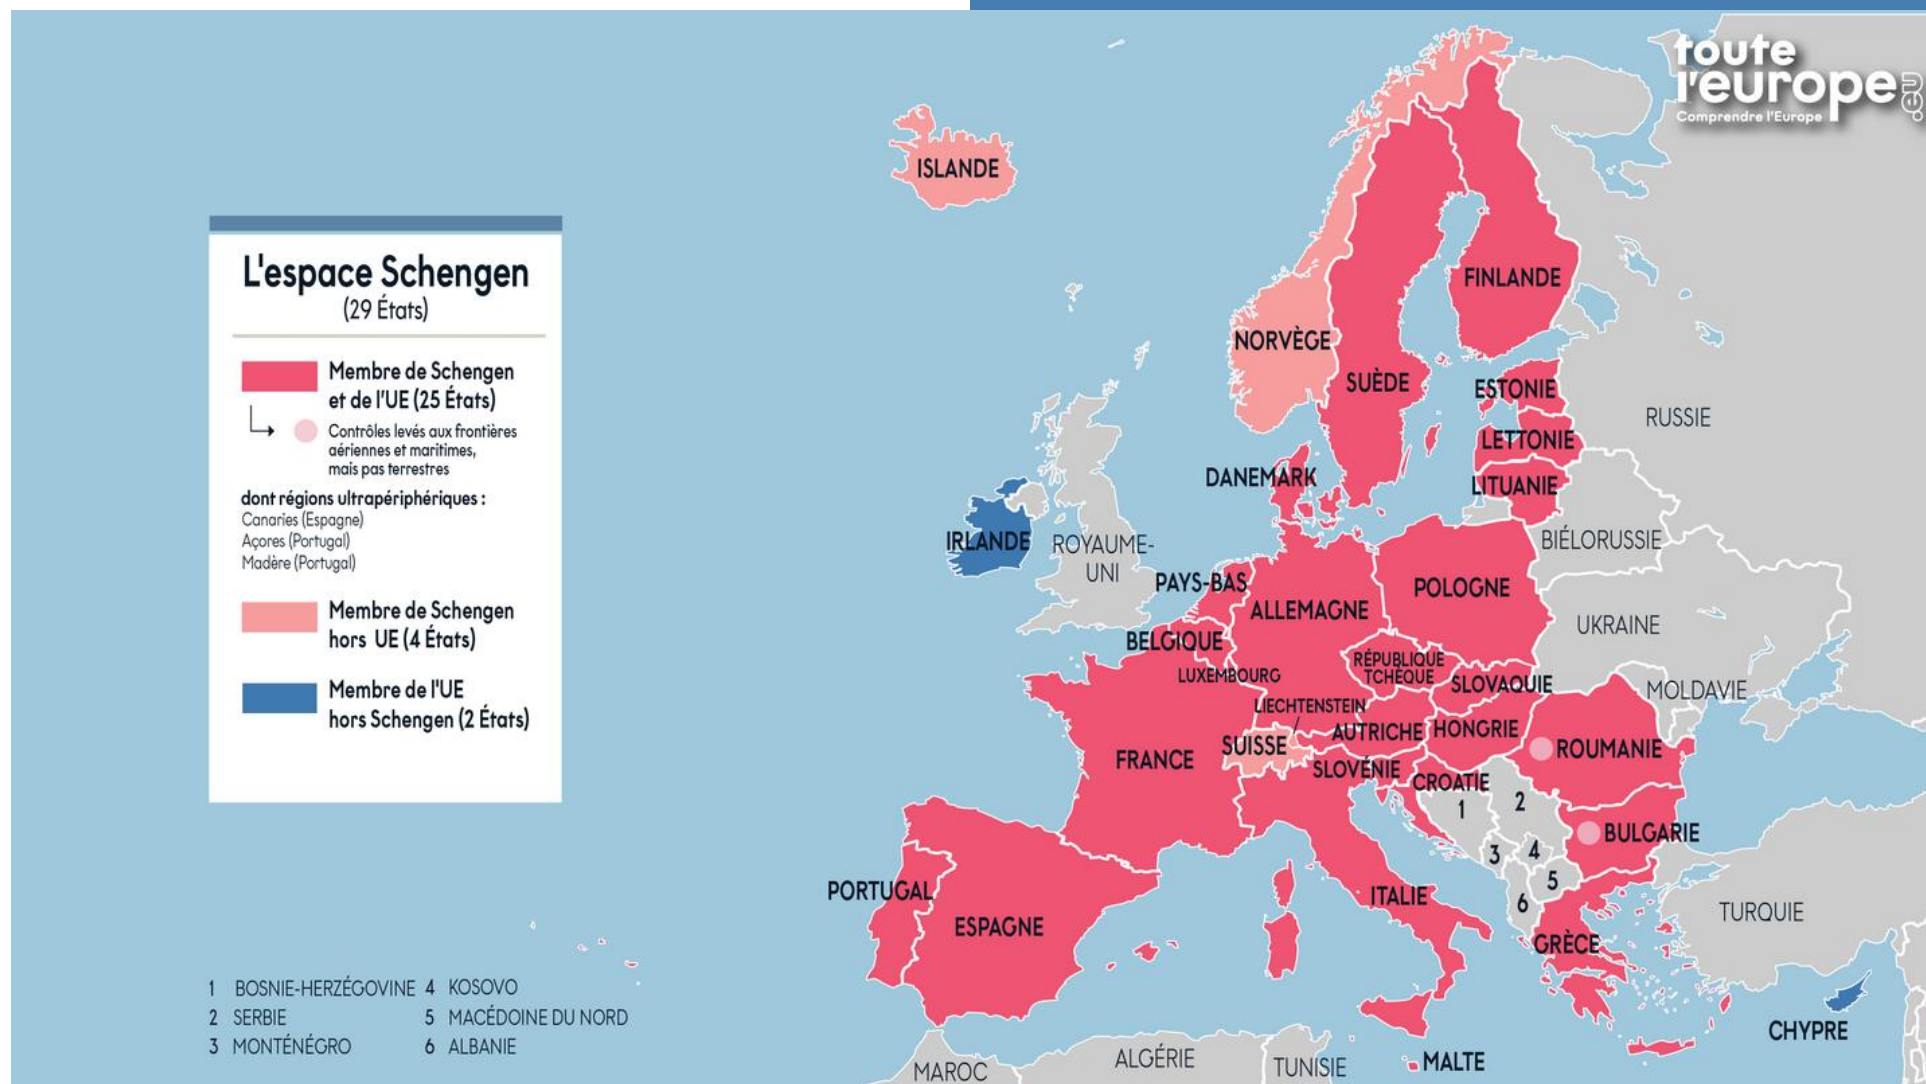 toute
l'europe
.eu
Comprendre l'Europe
L'espace Schengen
(29 États)
Membre de Schengen
et de l'UE (25 États)
Contrôles levés aux frontières
aériennes et maritimes,
mais pas terrestres
dont régions ultrapériphériques :
Canaries (Espagne)
Açores (Portugal)
Madère (Portugal)
Membre de Schengen
hors UE (4 États)
Membre de l'UE
hors Schengen (2 États)
ISLANDE
FINLANDE
NORVÈGE
SUÈDE
ESTONIE
RUSSIE
LETTONIE
DANEMARK
LITUANIE
IRLANDE
ROYAUME-
UNI
BIÉLORUSSIE
PAYS-BAS
POLOGNE
ALLEMAGNE
UKRAINE
BELGIQUE
RÉPUBLIQUE
TCHÈQUE
LUXEMBOURG
SLOVAQUIE
MOLDAVIE
LIECHTENSTEIN
AUTRICHE
HONGRIE
SUISSE
ROUMANIE
FRANCE
SLOVÉNIE
CROATIE
1
2
BULGARIE
3
4
5
6
PORTUGAL
ESPAGNE
ITALIE
TURQUIE
GRÈCE
CHYPRE
MALTE
MAROC
ALGÉRIE
TUNISIE
1 BOSNIE-HERZÉGOVINE 4 KOSOVO
2 SERBIE 5 MACÉDOINE DU NORD
3 MONTÉNÉGRO 6 ALBANIE